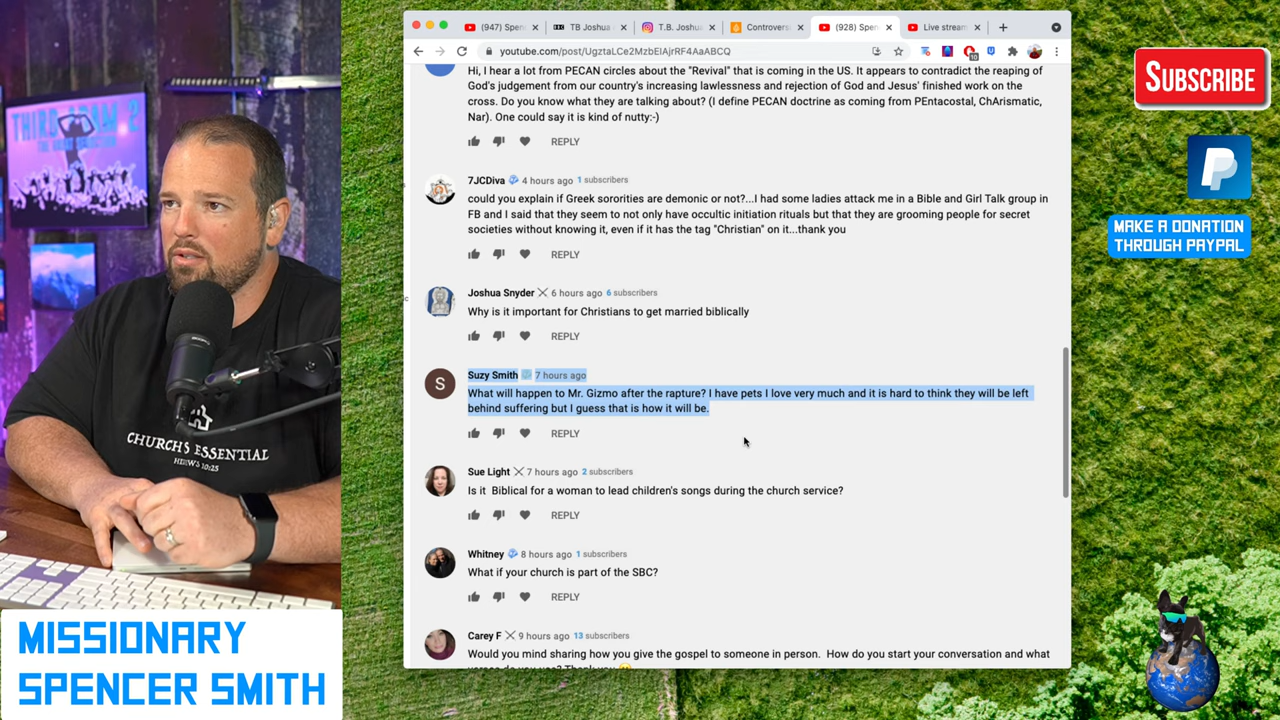 (947) Spen
TB Joshua
T.B. Joshua
Controvers
(928) Spen
Live stream
youtube.com/post/UgztaLCe2MzbEIAjrRF4AaABCQ
10
Hi, I hear a lot from PECAN circles about the "Revival" that is coming in the US. It appears to contradict the reaping of
God's judgement from our country's increasing lawlessness and rejection of God and Jesus' finished work on the
cross. Do you know what they are talking about? (I define PECAN doctrine as coming from PEntacostal, ChArismatic,
Nar). One could say it is kind of nutty:-)
REPLY
7JCDiva 4 hours ago 1 subscribers
could you explain if Greek sororities are demonic or not?...I had some ladies attack me in a Bible and Girl Talk group in
FB and I said that they seem to not only have occultic initiation rituals but that they are grooming people for secret
societies without knowing it, even if it has the tag "Christian" on it...thank you
REPLY
Joshua Snyder 6 hours ago 6 subscribers
Why is it important for Christians to get married biblically
REPLY
S
Suzy Smith 7 hours ago
What will happen to Mr. Gizmo after the rapture? I have pets I love very much and it is hard to think they will be left
behind suffering but I guess that is how it will be.
REPLY
Sue Light 7 hours ago 2 subscribers
Is it Biblical for a woman to lead children's songs during the church service?
REPLY
Whitney 8 hours ago 1 subscribers
What if your church is part of the SBC?
REPLY
Carey F 9 hours ago 13 subscribers
Would you mind sharing how you give the gospel to someone in person. How do you start your conversation and what
THIRD ADAM 2
CHURCH IS ESSENTIAL
HEBREWS 10:25
MISSIONARY
SPENCER SMITH
SUBSCRIBE
MAKE A DONATION
THROUGH PAYPAL